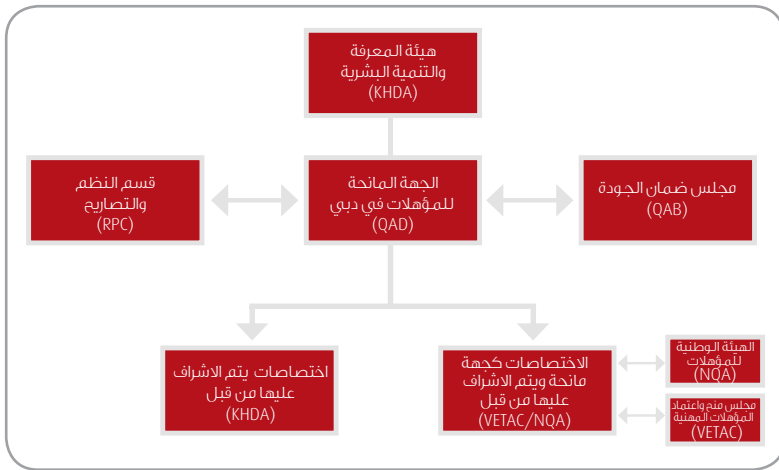 هيئة المعرفة
والتنمية البشرية
(KHDA)
قسم النظم
والتصاريح
(RPC)
الجهة المانحة
للمؤهلات في دبي
(QAD)
مجلس ضمان الجودة
(QAB)
اختصاصات يتم الاشراف
عليها من قبل
(KHDA)
الاختصاصات كجهة
مانحة ويتم الاشراف
عليها من قبل
(VETAC/NQA)
الهيئة الوطنية
للمؤهلات
(NQA)
مجلس منح واعتماد
المؤهلات المهنية
(VETAC)